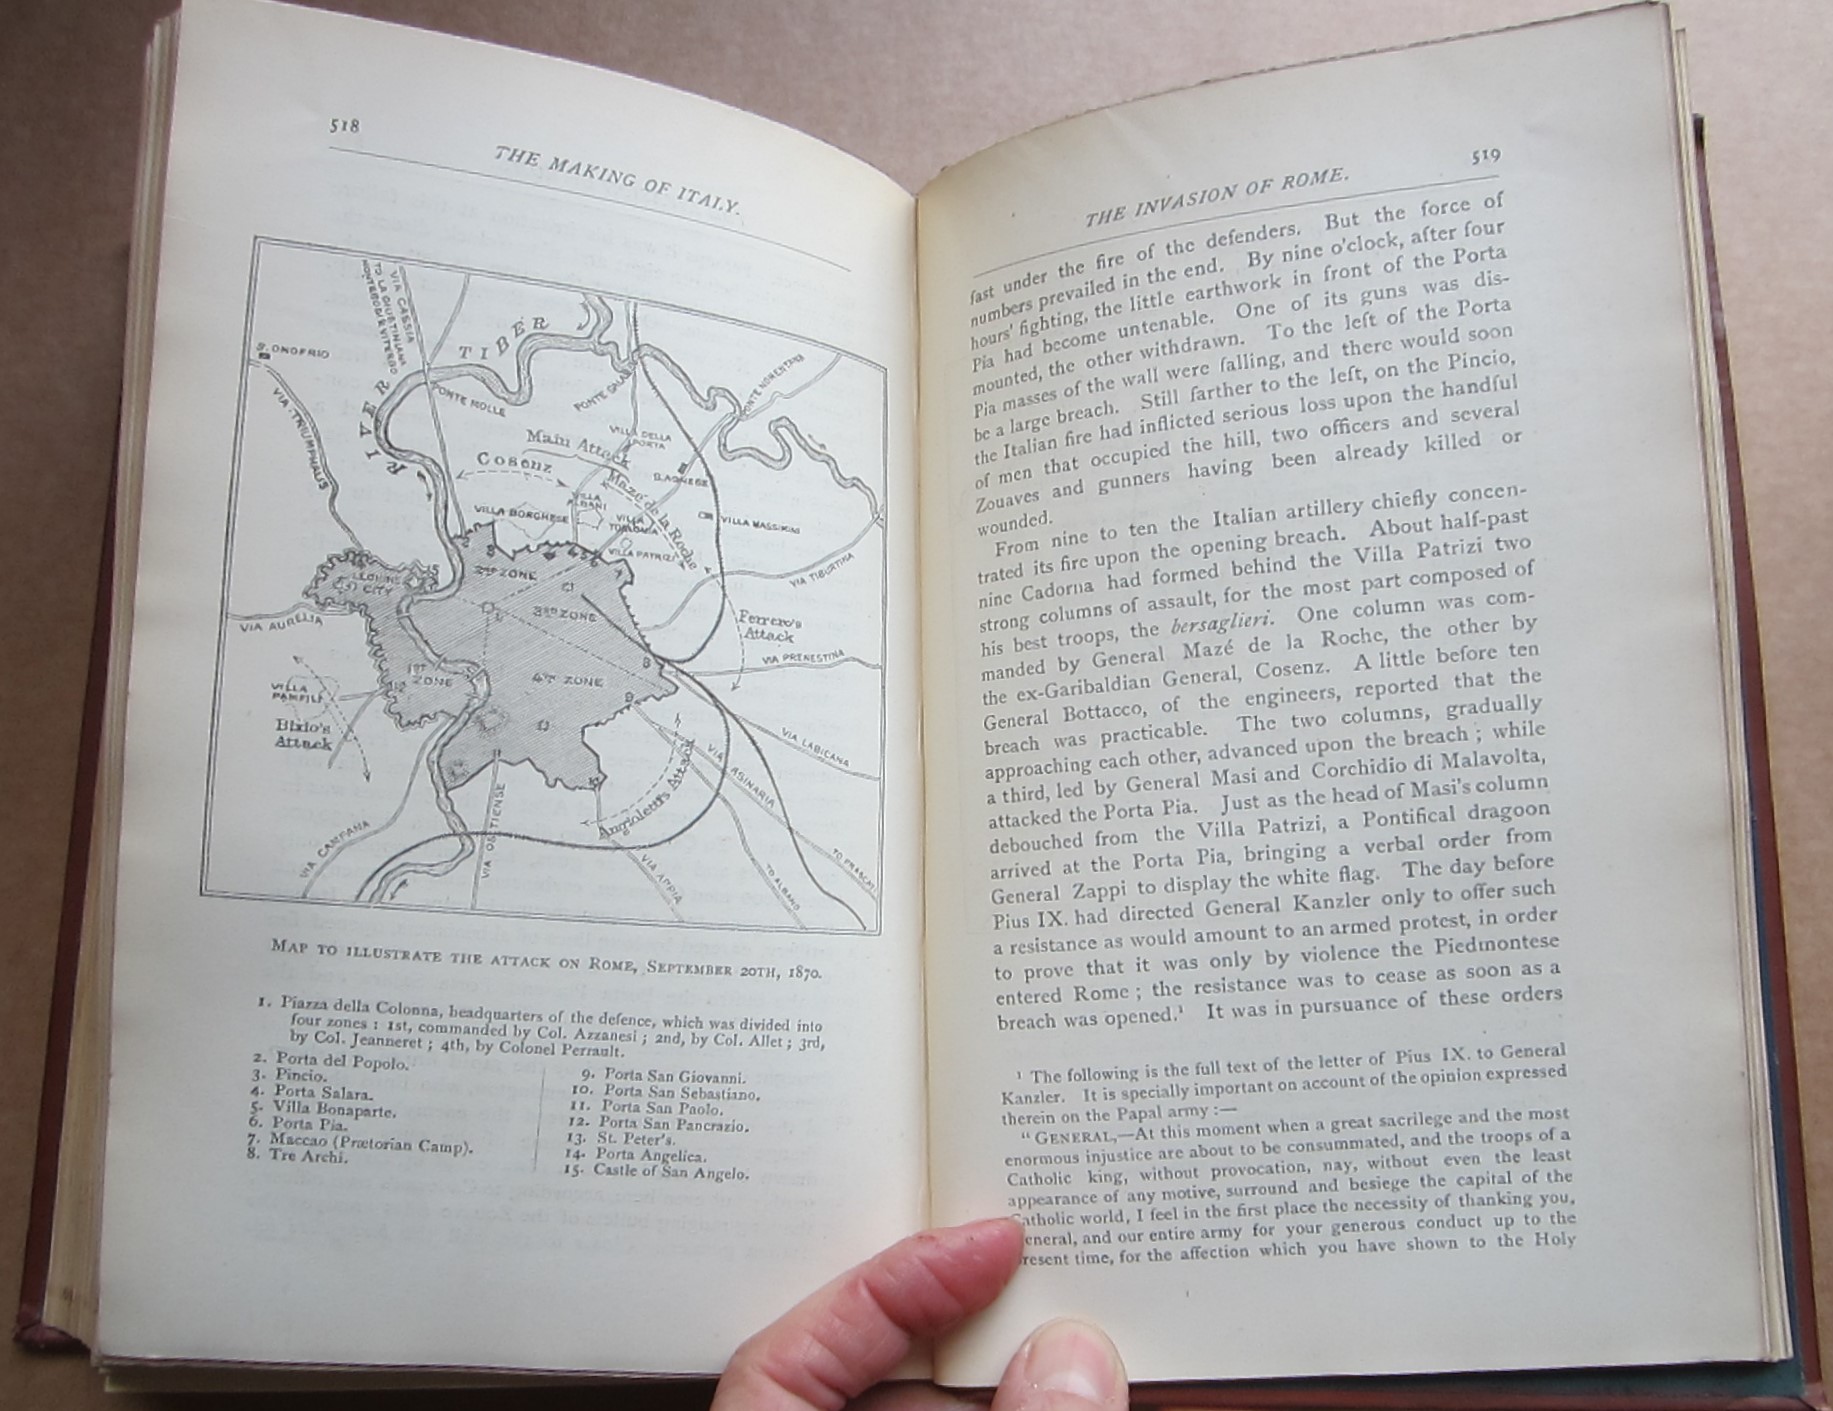 518
THE MAKING OF ITALY.
VIA CASSIA
TO LA GIUSTINIANA
MONTEROSI & VITERBO
S. ONOFRIO
VIA TRIUMPHALIS
RIVER
TIBER
PONTE MOLLE
PONTE SALARO
PONTE NOMENTANA
VILLA DELLA PORTA
Main Attack
Cosenz
S. AGNESE
Mazé de la Roche
VILLA ALBANI
VILLA BORGHESE
VILLA TORLONIA
VILLA MASSIMINI
VILLA PATRIZI
VIA TIBURTINA
LEONINE CITY
2ND ZONE
3RD ZONE
VIA AURELIA
Ferrero's
Attack
VIA PRENESTINA
1ST ZONE
4TH ZONE
VILLA PAMFILI
Bixio's
Attack
VIA LABICANA
VIA ASINARIA
Angioletti's Attack
VIA CAMPANA
VIA OSTIENSE
VIA APPIA
TO ALBANO
TO FRASCATI
MAP TO ILLUSTRATE THE ATTACK ON ROME, SEPTEMBER 20TH, 1870.
1. Piazza della Colonna, headquarters of the defence, which was divided into
four zones: 1st, commanded by Col. Azzanesi; 2nd, by Col. Allet; 3rd,
by Col. Jeanneret; 4th, by Colonel Perrault.
2. Porta del Popolo.
3. Pincio.
4. Porta Salara.
5. Villa Bonaparte.
6. Porta Pia.
7. Maccao (Prætorian Camp).
8. Tre Archi.
9. Porta San Giovanni.
10. Porta San Sebastiano.
11. Porta San Paolo.
12. Porta San Pancrazio.
13. St. Peter's.
14. Porta Angelica.
15. Castle of San Angelo.
THE INVASION OF ROME.
519
fast under the fire of the defenders. But the force of
numbers prevailed in the end. By nine o'clock, after four
hours' fighting, the little earthwork in front of the Porta
Pia had become untenable. One of its guns was dis-
mounted, the other withdrawn. To the left of the Porta
Pia masses of the wall were falling, and there would soon
be a large breach. Still farther to the left, on the Pincio,
the Italian fire had inflicted serious loss upon the handful
of men that occupied the hill, two officers and several
Zouaves and gunners having been already killed or
wounded.
From nine to ten the Italian artillery chiefly concen-
trated its fire upon the opening breach. About half-past
nine Cadorna had formed behind the Villa Patrizi two
strong columns of assault, for the most part composed of
his best troops, the bersaglieri. One column was com-
manded by General Mazé de la Roche, the other by
the ex-Garibaldian General, Cosenz. A little before ten
General Bottacco, of the engineers, reported that the
breach was practicable. The two columns, gradually
approaching each other, advanced upon the breach; while
a third, led by General Masi and Corchidio di Malavolta,
attacked the Porta Pia. Just as the head of Masi's column
debouched from the Villa Patrizi, a Pontifical dragoon
arrived at the Porta Pia, bringing a verbal order from
General Zappi to display the white flag. The day before
Pius IX. had directed General Kanzler only to offer such
a resistance as would amount to an armed protest, in order
to prove that it was only by violence the Piedmontese
entered Rome; the resistance was to cease as soon as a
breach was opened.¹ It was in pursuance of these orders
¹ The following is the full text of the letter of Pius IX. to General
Kanzler. It is specially important on account of the opinion expressed
therein on the Papal army:—
"GENERAL,—At this moment when a great sacrilege and the most
enormous injustice are about to be consummated, and the troops of a
Catholic king, without provocation, nay, without even the least
appearance of any motive, surround and besiege the capital of the
Catholic world, I feel in the first place the necessity of thanking you,
eneral, and our entire army for your generous conduct up to the
resent time, for the affection which you have shown to the Holy